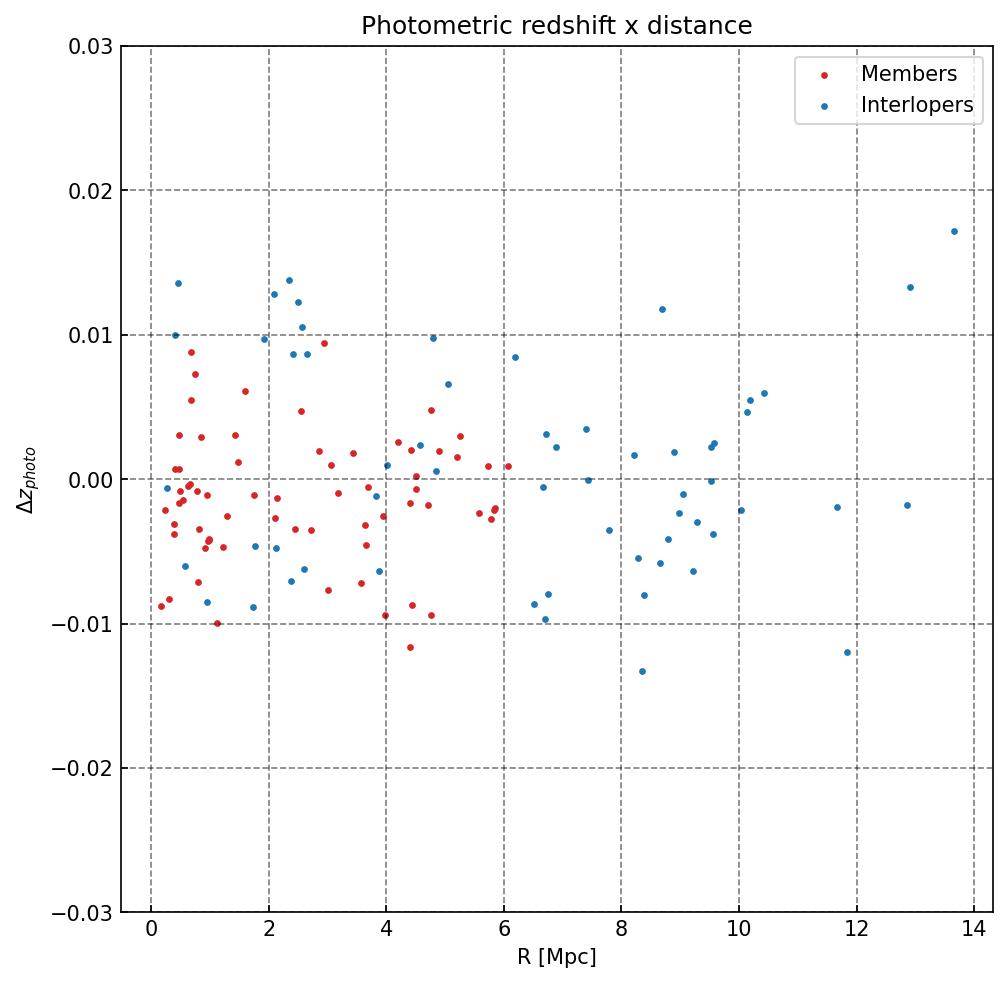 Photometric redshift x distance
Members
Interlopers
0.03
0.02
0.01
0.00
−0.01
−0.02
−0.03
Δz_photo
0 2 4 6 8 10 12 14
R [Mpc]